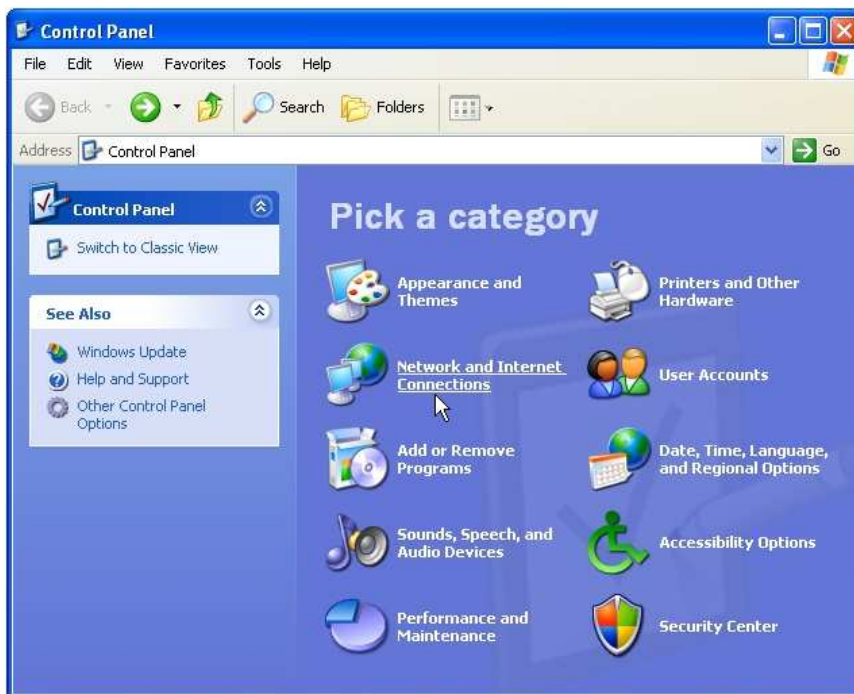 Control Panel
File Edit View Favorites Tools Help
Back Search Folders
Address Control Panel Go
Control Panel
Switch to Classic View
See Also
Windows Update
Help and Support
Other Control Panel
Options
Pick a category
Appearance and
Themes
Printers and Other
Hardware
Network and Internet
Connections
User Accounts
Add or Remove
Programs
Date, Time, Language,
and Regional Options
Sounds, Speech, and
Audio Devices
Accessibility Options
Performance and
Maintenance
Security Center